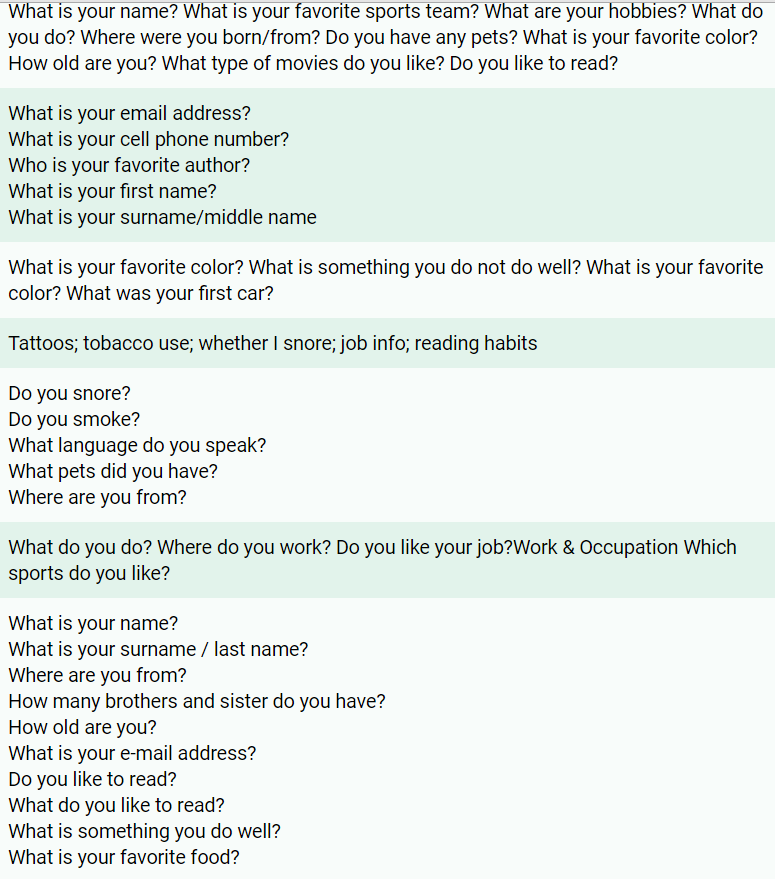 What is your name? What is your favorite sports team? What are your hobbies? What do
you do? Where were you born/from? Do you have any pets? What is your favorite color?
How old are you? What type of movies do you like? Do you like to read?
What is your email address?
What is your cell phone number?
Who is your favorite author?
What is your first name?
What is your surname/middle name
What is your favorite color? What is something you do not do well? What is your favorite
color? What was your first car?
Tattoos; tobacco use; whether I snore; job info; reading habits
Do you snore?
Do you smoke?
What language do you speak?
What pets did you have?
Where are you from?
What do you do? Where do you work? Do you like your job?Work & Occupation Which
sports do you like?
What is your name?
What is your surname / last name?
Where are you from?
How many brothers and sister do you have?
How old are you?
What is your e-mail address?
Do you like to read?
What do you like to read?
What is something you do well?
What is your favorite food?